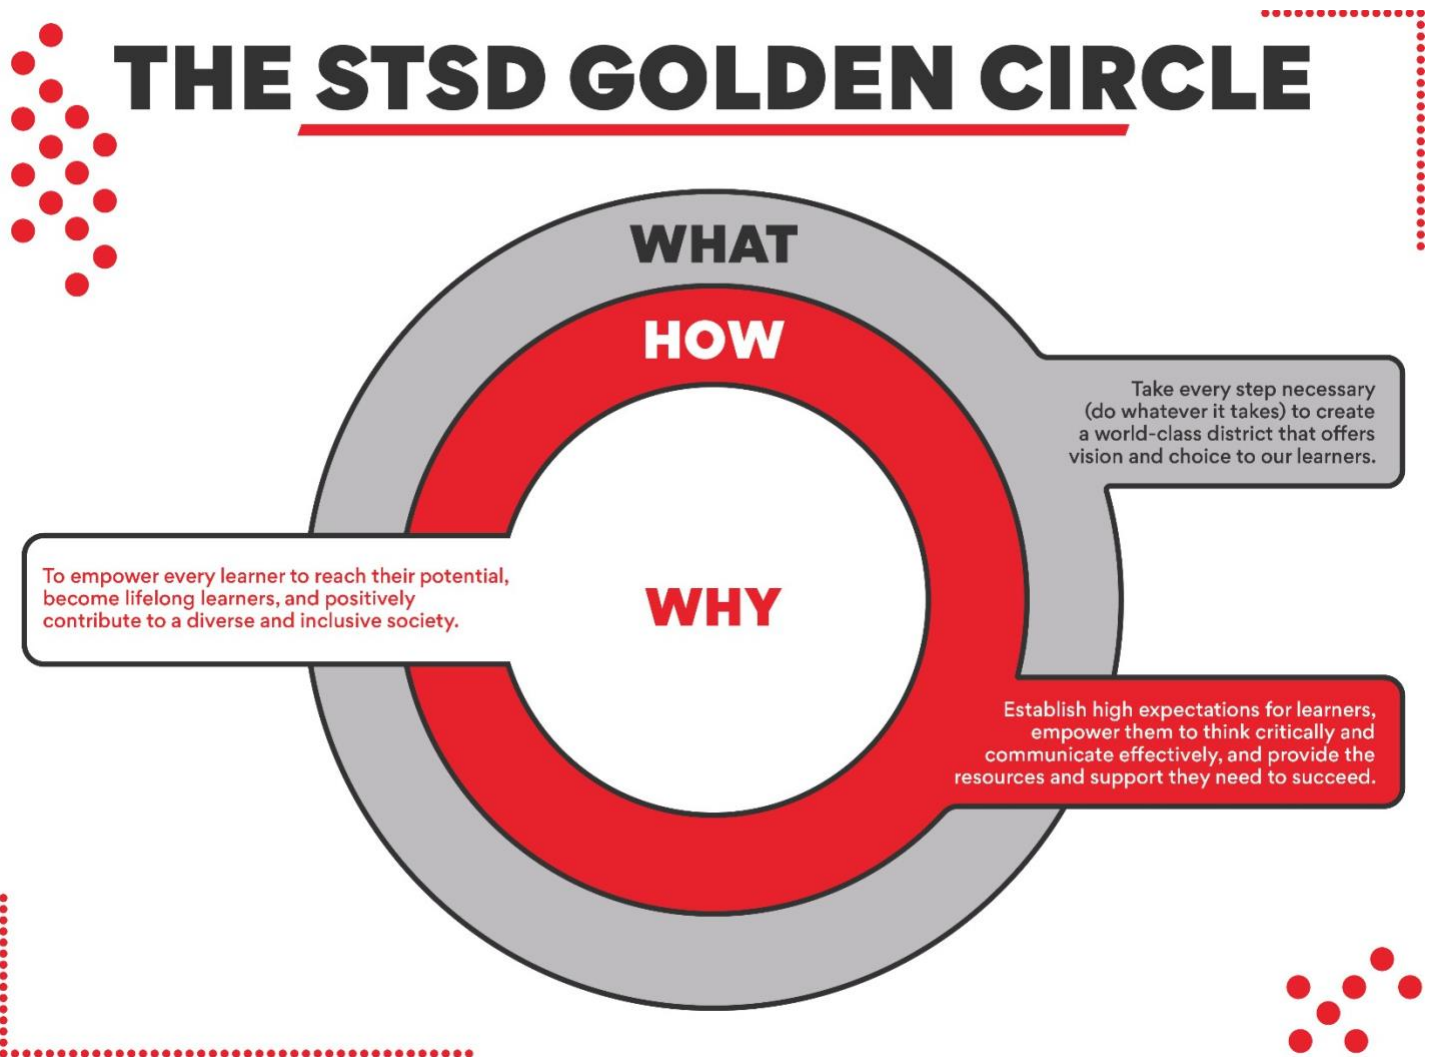 THE STSD GOLDEN CIRCLE
WHAT
HOW
Take every step necessary
(do whatever it takes) to create
a world-class district that offers
vision and choice to our learners.
To empower every learner to reach their potential,
become lifelong learners, and positively
contribute to a diverse and inclusive society.
WHY
Establish high expectations for learners,
empower them to think critically and
communicate effectively, and provide the
resources and support they need to succeed.